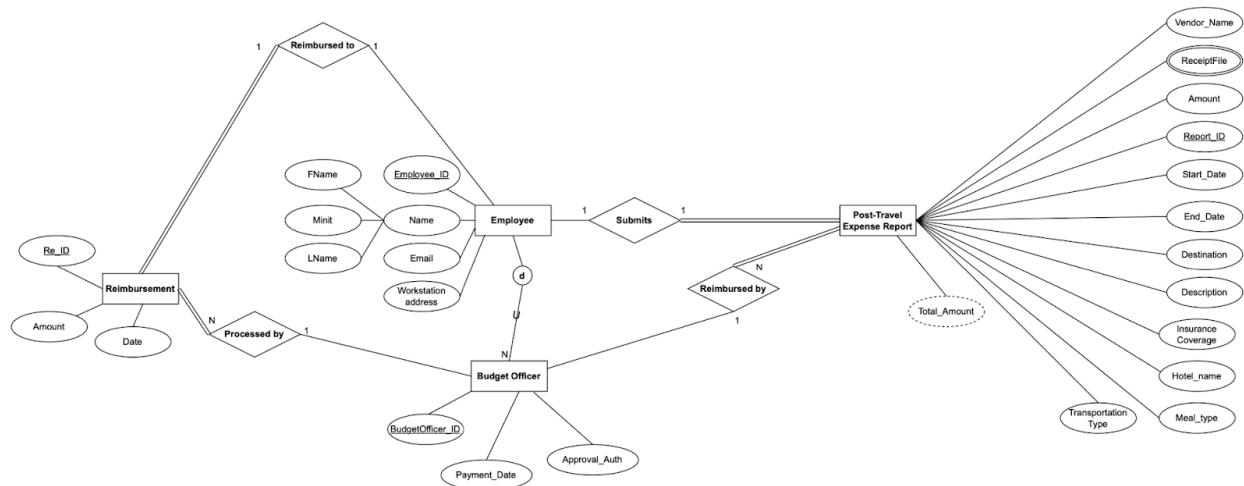 Vendor_Name
1
Reimbursed to
1
ReceiptFile
Amount
Report_ID
FName
Employee_ID
Start_Date
Minit
Name
Employee
1
Submits
1
Post-Travel
Expense Report
End_Date
LName
Email
Destination
Re_ID
d
N
Reimbursement
Workstation
address
Reimbursed by
Description
Amount
Date
N
Processed by
1
U
1
Total_Amount
Insurance
Coverage
N
Budget Officer
Hotel_name
BudgetOfficer_ID
Transportation
Type
Meal_type
Payment_Date
Approval_Auth